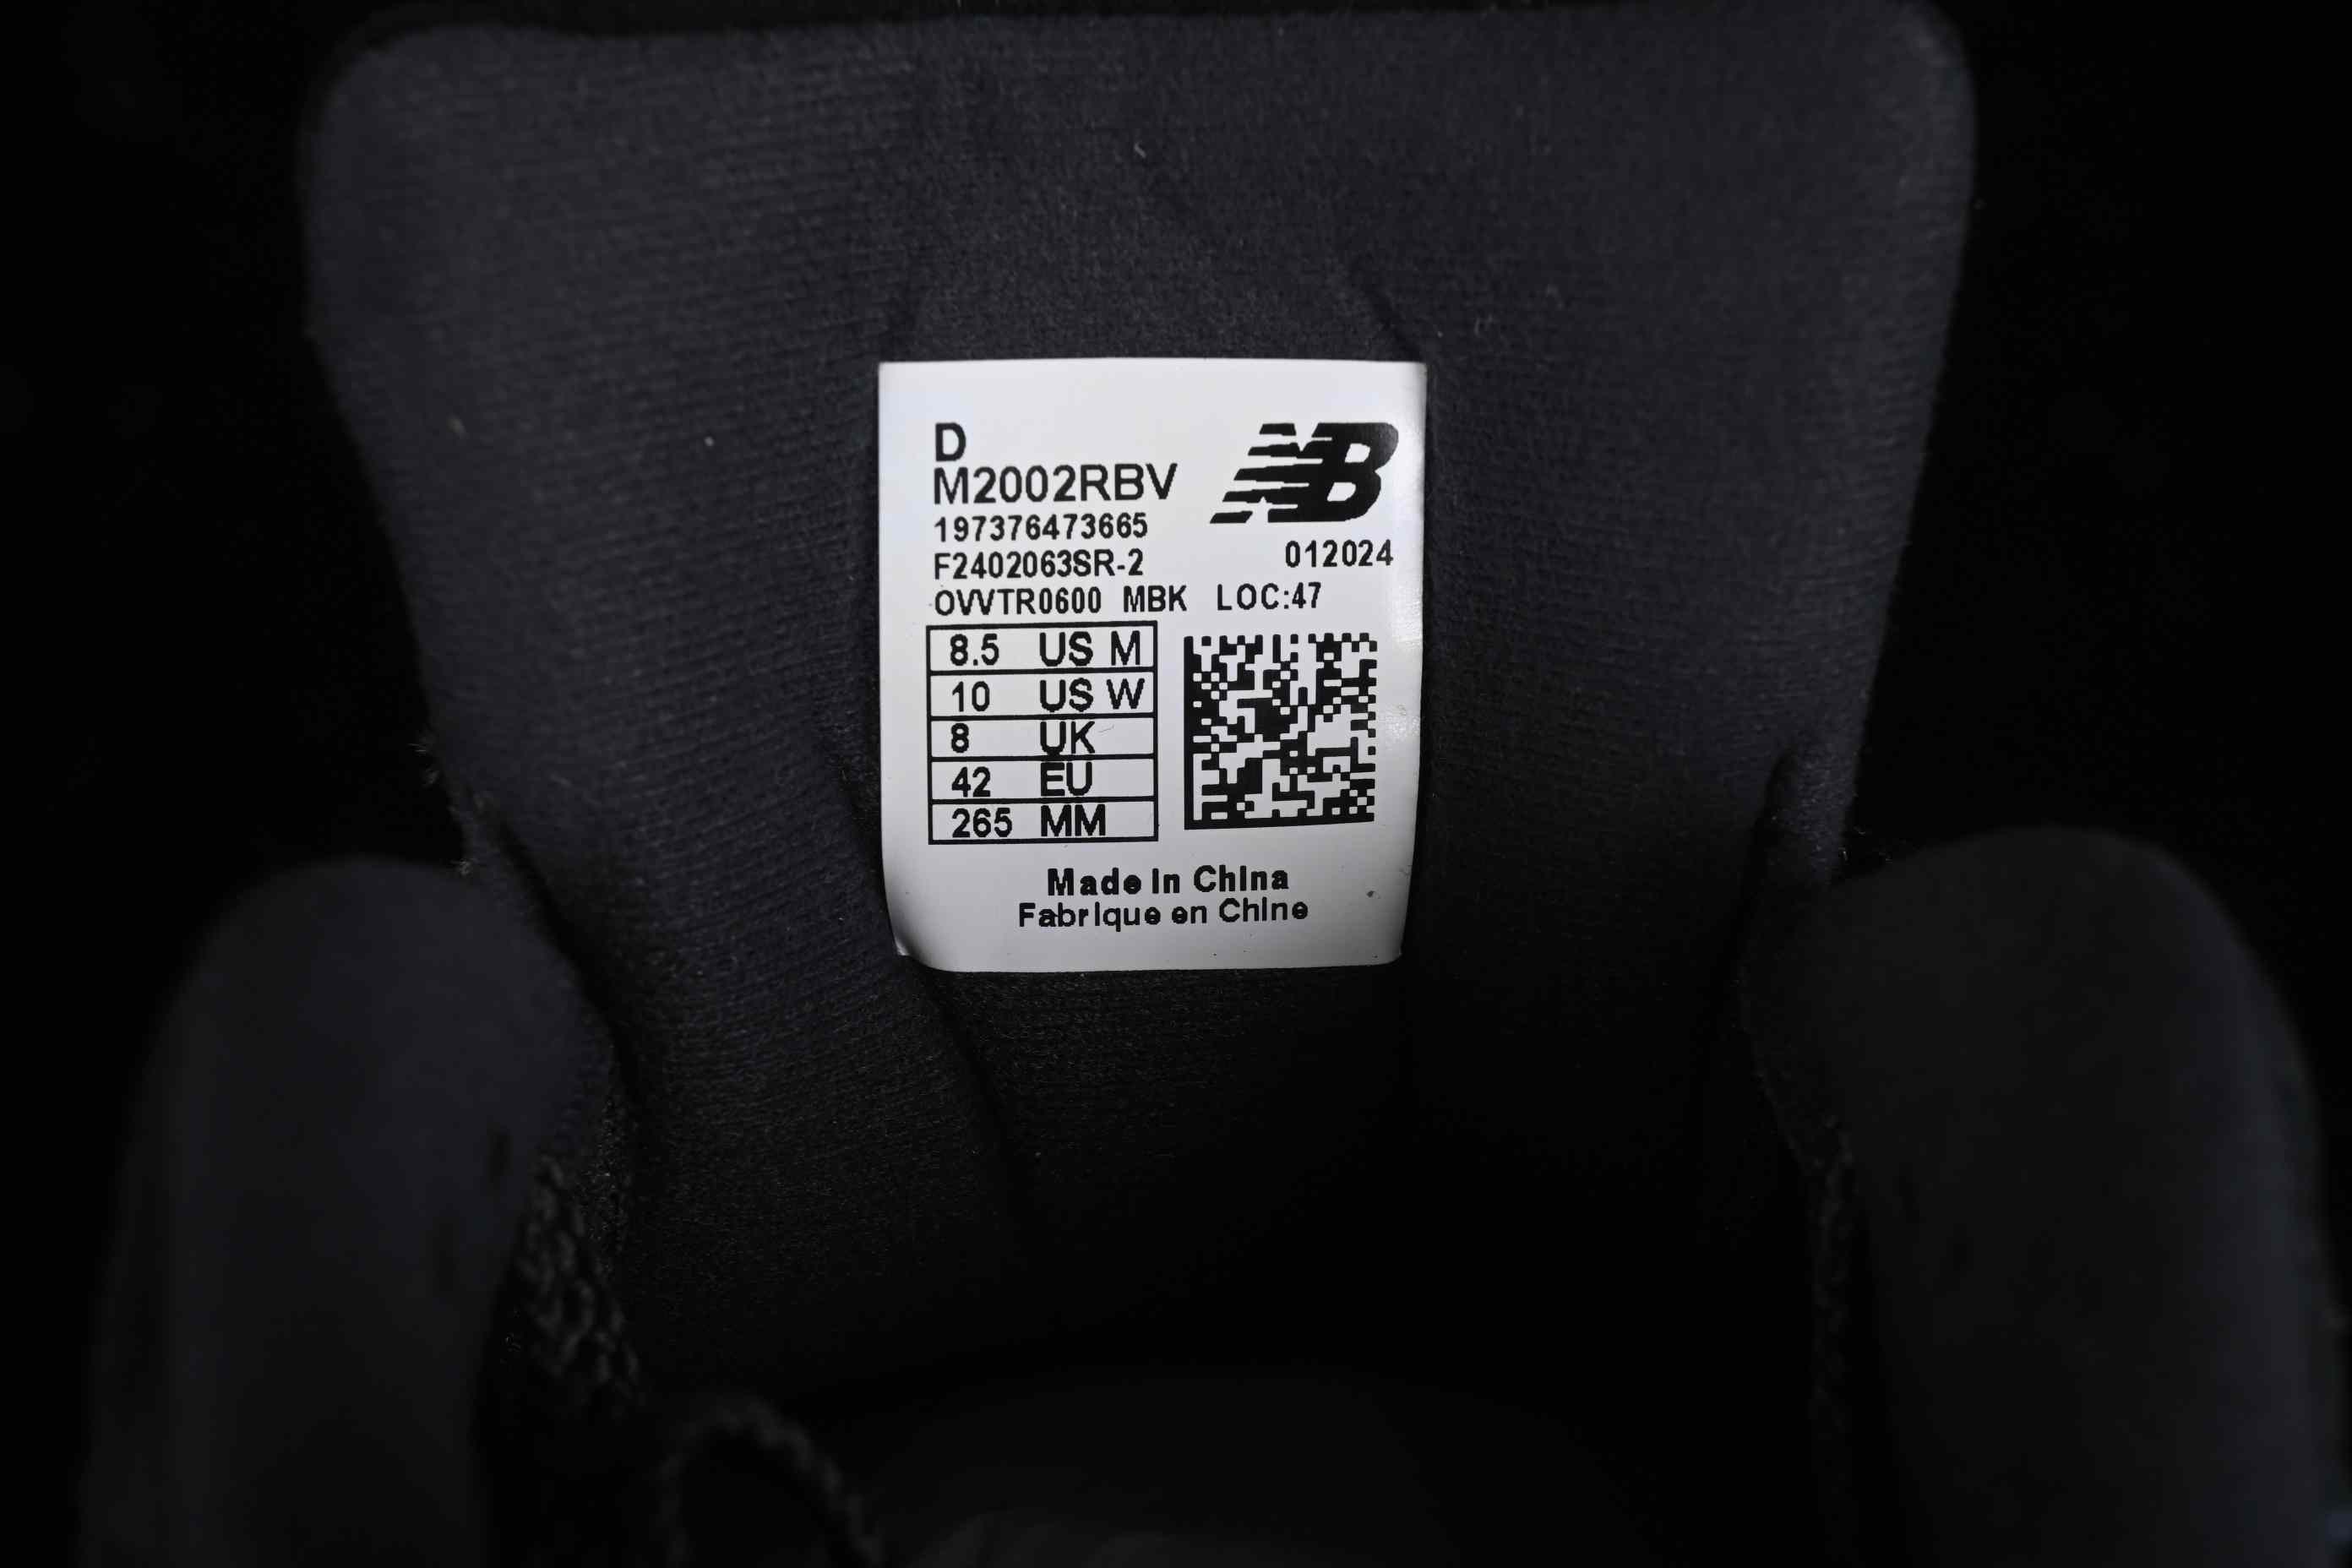 D
M2002RBV
NB
197376473665
F2402063SR-2 012024
OVVTR0600 MBK LOC:47
8.5 US M
10 US W
8 UK
42 EU
265 MM
Made in China
Fabrique en Chine